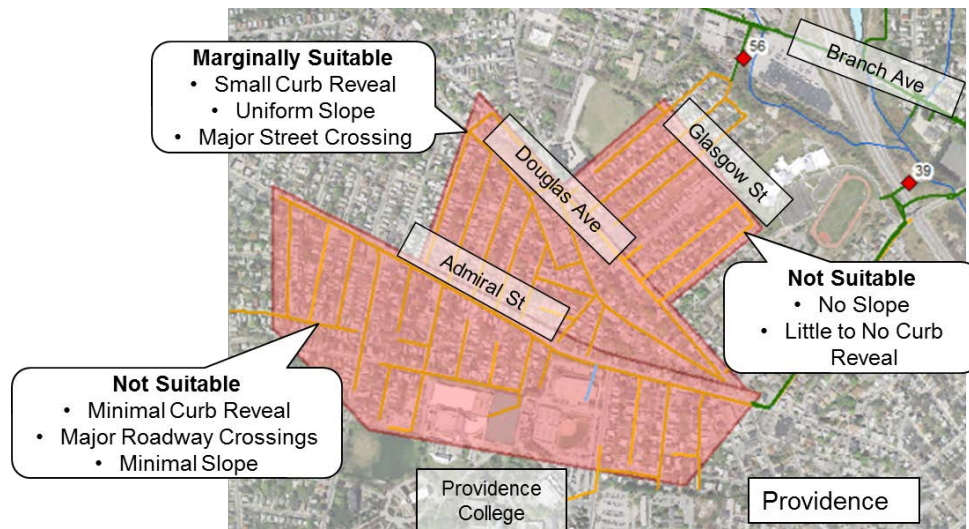 Marginally Suitable
• Small Curb Reveal
• Uniform Slope
• Major Street Crossing
56
Branch Ave
Glasgow St
39
Douglas Ave
Admiral St
Not Suitable
• No Slope
• Little to No Curb
Reveal
Not Suitable
• Minimal Curb Reveal
• Major Roadway Crossings
• Minimal Slope
Providence
College
Providence